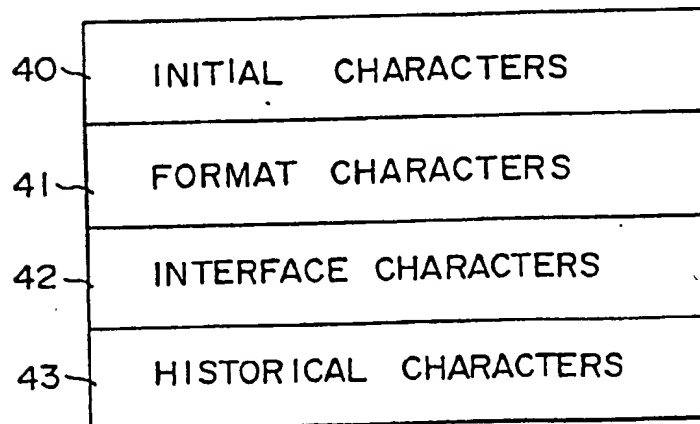 40 INITIAL CHARACTERS
41 FORMAT CHARACTERS
42 INTERFACE CHARACTERS
43 HISTORICAL CHARACTERS